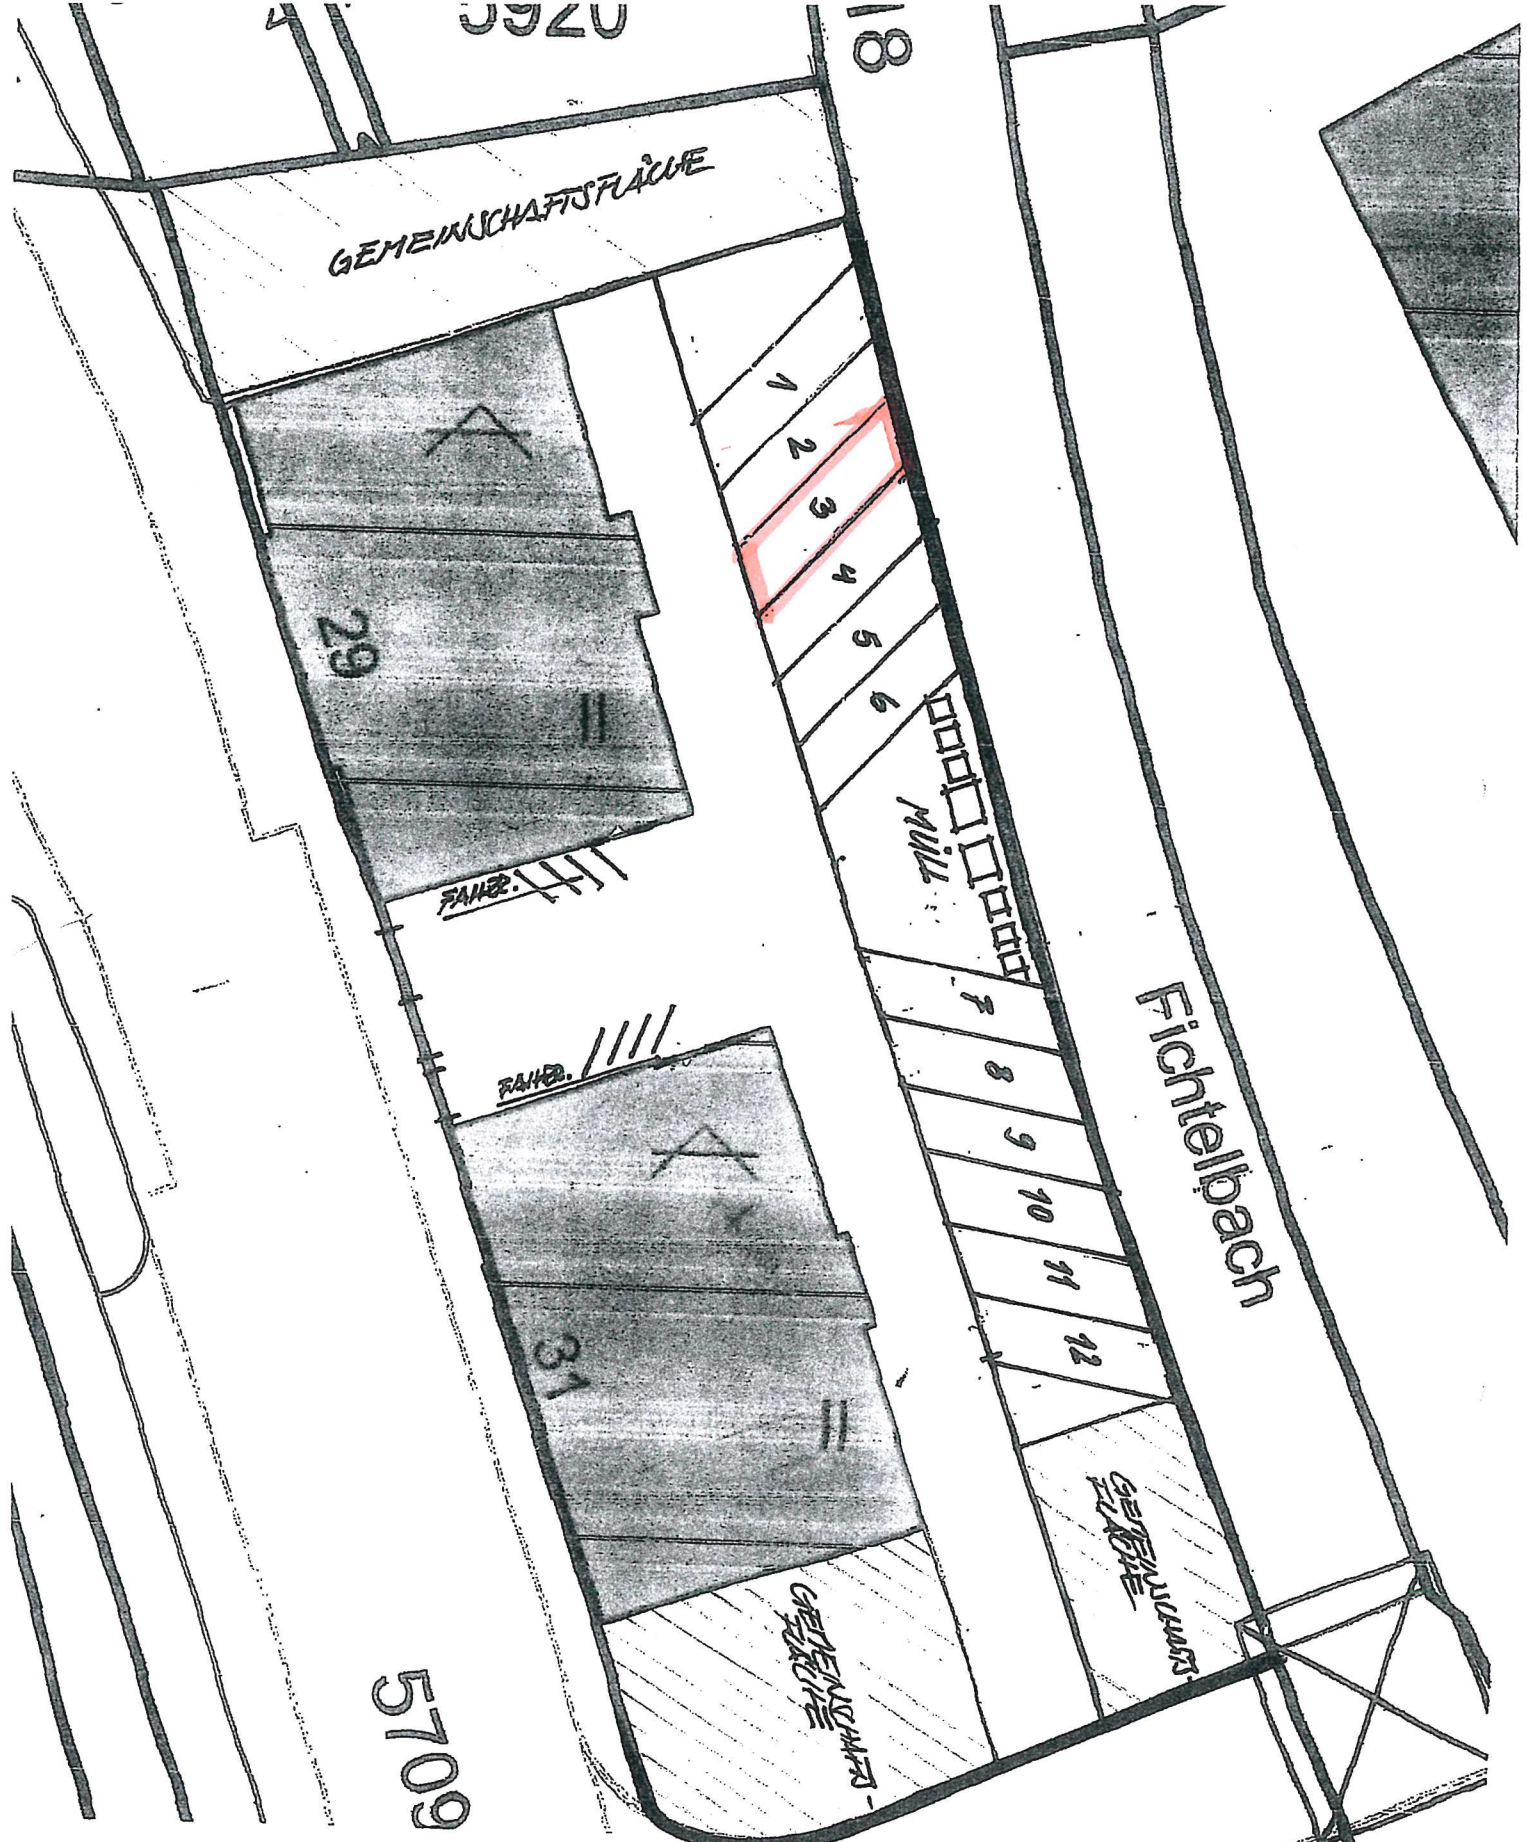 5920
18
GEMEINSCHAFTSFLÄCHE
1
2
3
4
5
6
29
II
MÜLL
FAHRR.
7
8
9
10
11
12
Fichtelbach
FAHRR.
31
II
GEMEINSCHAFTS-
FLÄCHE
GEMEINSCHAFTS-
FLÄCHE
5709